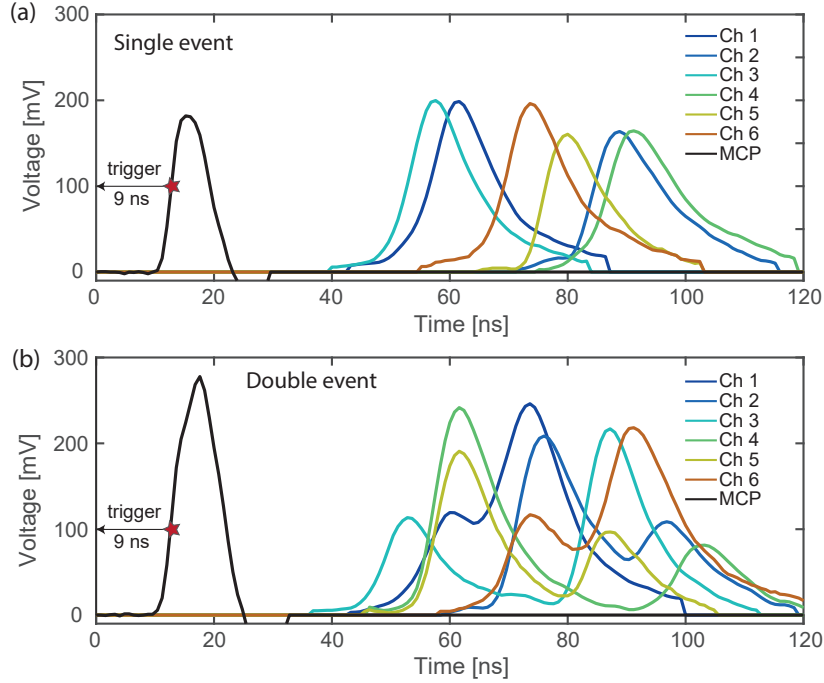 (a)
Single event
Voltage [mV]
300
200
100
0
trigger
9 ns
Ch 1
Ch 2
Ch 3
Ch 4
Ch 5
Ch 6
MCP
0 20 40 60 80 100 120
Time [ns]
(b)
Double event
Voltage [mV]
300
200
100
0
trigger
9 ns
Ch 1
Ch 2
Ch 3
Ch 4
Ch 5
Ch 6
MCP
0 20 40 60 80 100 120
Time [ns]